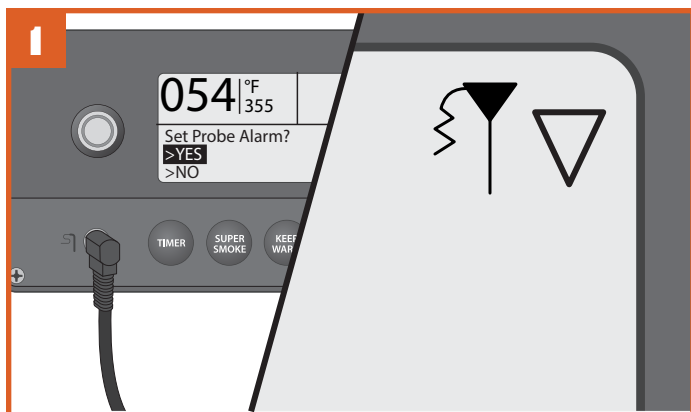 1
054 °F
355
Set Probe Alarm?
>YES
>NO
TIMER
SUPER
SMOKE